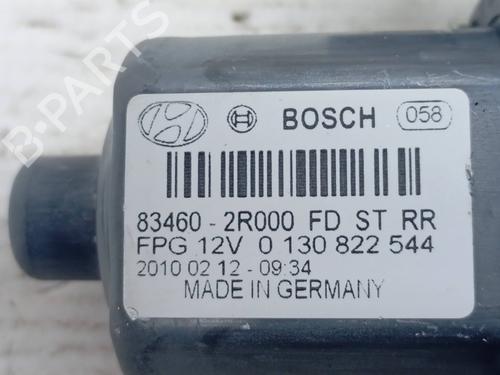 BOSCH 058
83460 - 2R000 FD ST RR
FPG 12V 0 130 822 544
2010 02 12 - 09:34
MADE IN GERMANY
B-PARTS